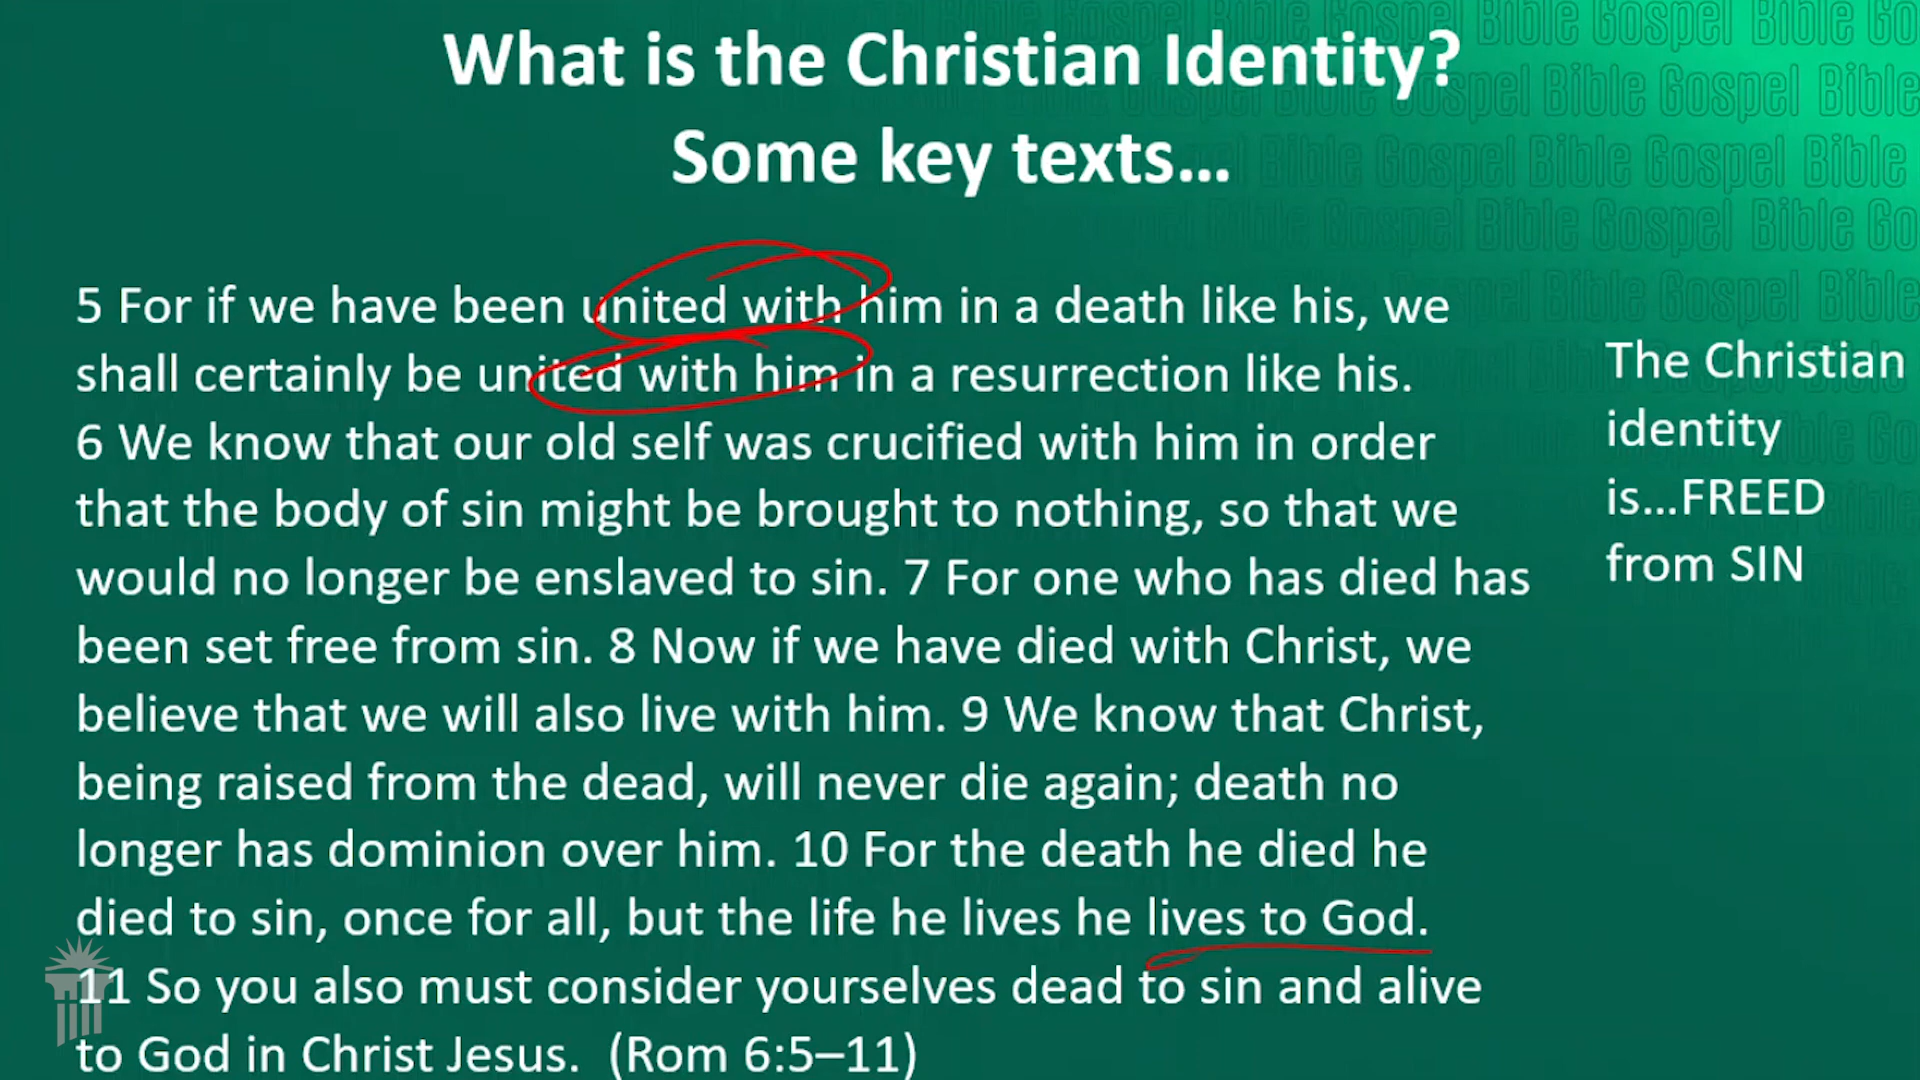 What is the Christian Identity?
Some key texts...
5 For if we have been united with him in a death like his, we
shall certainly be united with him in a resurrection like his.
6 We know that our old self was crucified with him in order
that the body of sin might be brought to nothing, so that we
would no longer be enslaved to sin. 7 For one who has died has
been set free from sin. 8 Now if we have died with Christ, we
believe that we will also live with him. 9 We know that Christ,
being raised from the dead, will never die again; death no
longer has dominion over him. 10 For the death he died he
died to sin, once for all, but the life he lives he lives to God.
11 So you also must consider yourselves dead to sin and alive
to God in Christ Jesus.  (Rom 6:5–11)
The Christian
identity
is...FREED
from SIN